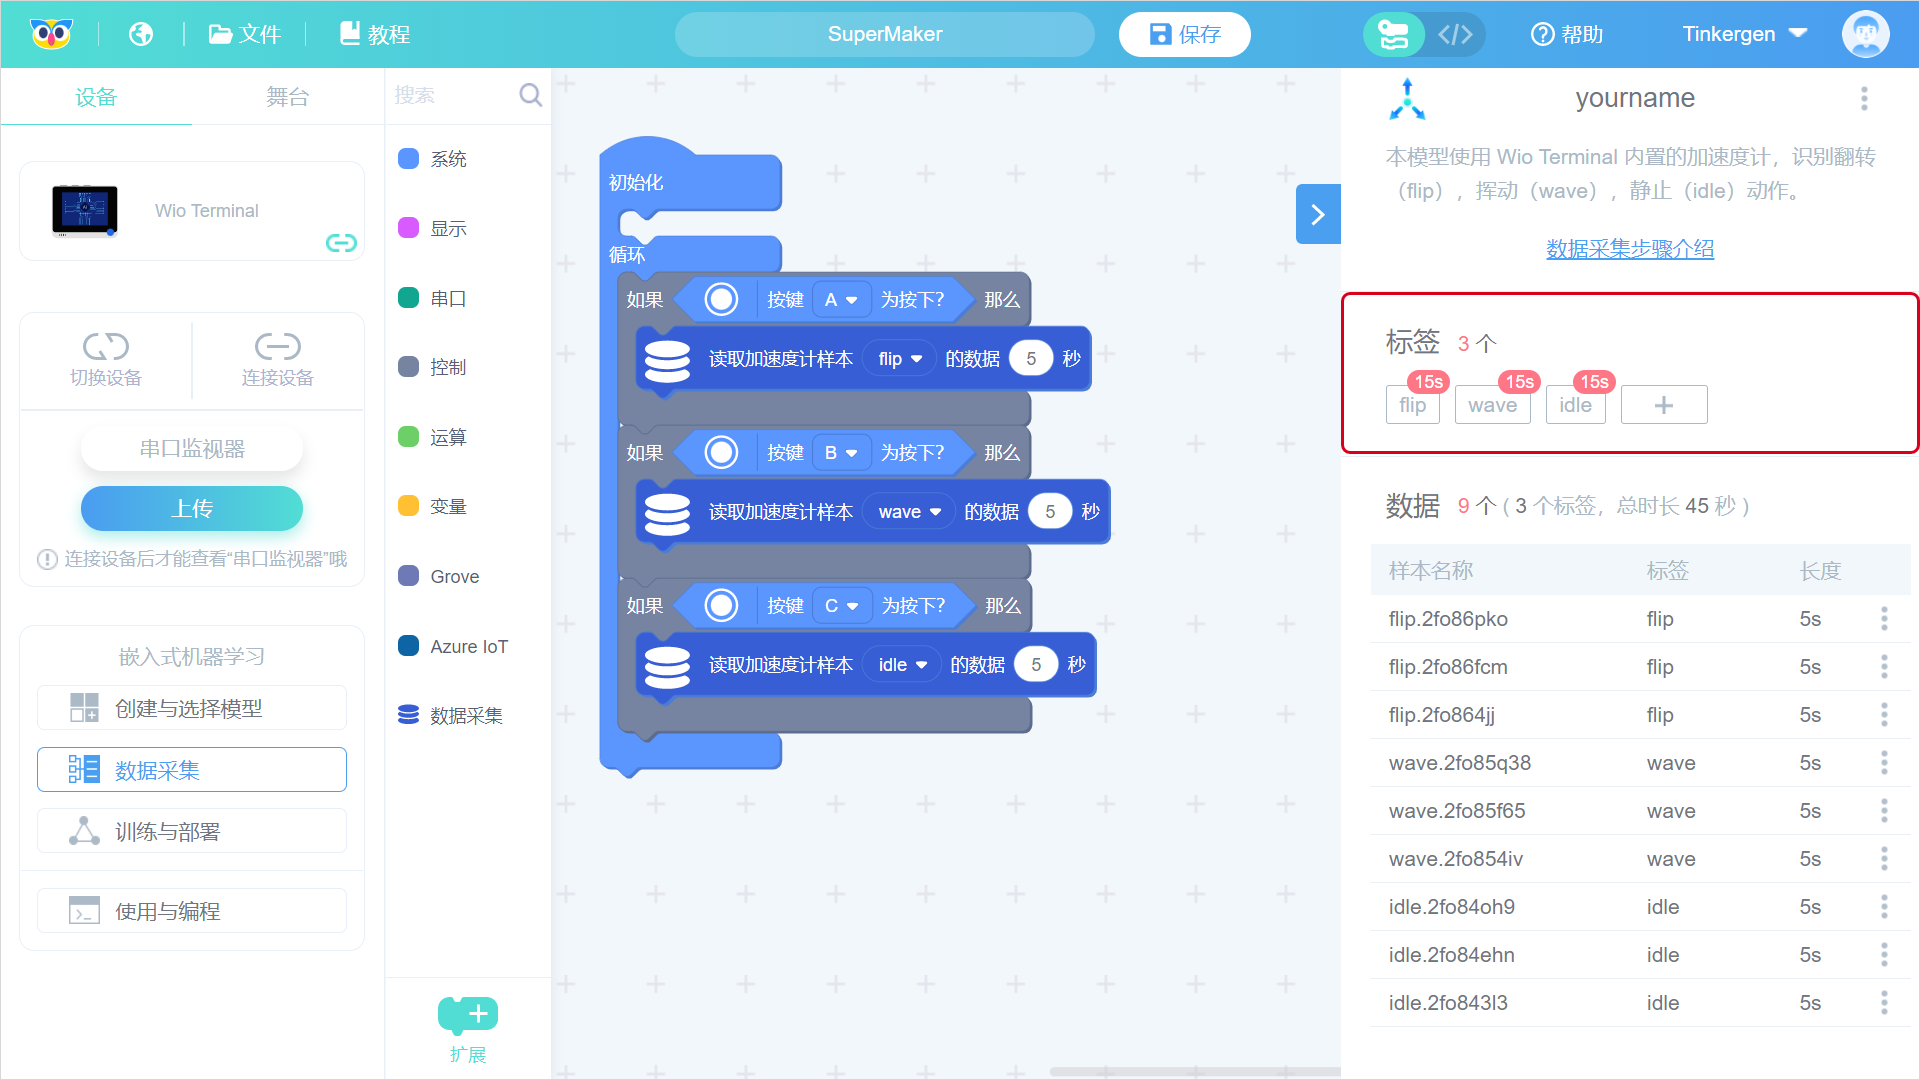 文件
教程
SuperMaker
保存
</>
帮助
Tinkergen
设备
舞台
Wio Terminal
切换设备
连接设备
串口监视器
上传
连接设备后才能查看“串口监视器”哦
嵌入式机器学习
创建与选择模型
数据采集
训练与部署
使用与编程
搜索
系统
显示
串口
控制
运算
变量
Grove
Azure IoT
数据采集
扩展
初始化
循环
如果 按键 A 为按下? 那么
读取加速度计样本 flip 的数据 5 秒
如果 按键 B 为按下? 那么
读取加速度计样本 wave 的数据 5 秒
如果 按键 C 为按下? 那么
读取加速度计样本 idle 的数据 5 秒
yourname
本模型使用 Wio Terminal 内置的加速度计，识别翻转
（flip），挥动（wave），静止（idle）动作。
数据采集步骤介绍
标签 3 个
15s 15s 15s
flip wave idle +
数据 9 个 ( 3 个标签，总时长 45 秒 )
样本名称 标签 长度
flip.2fo86pko flip 5s
flip.2fo86fcm flip 5s
flip.2fo864jj flip 5s
wave.2fo85q38 wave 5s
wave.2fo85f65 wave 5s
wave.2fo854iv wave 5s
idle.2fo84oh9 idle 5s
idle.2fo84ehn idle 5s
idle.2fo843l3 idle 5s